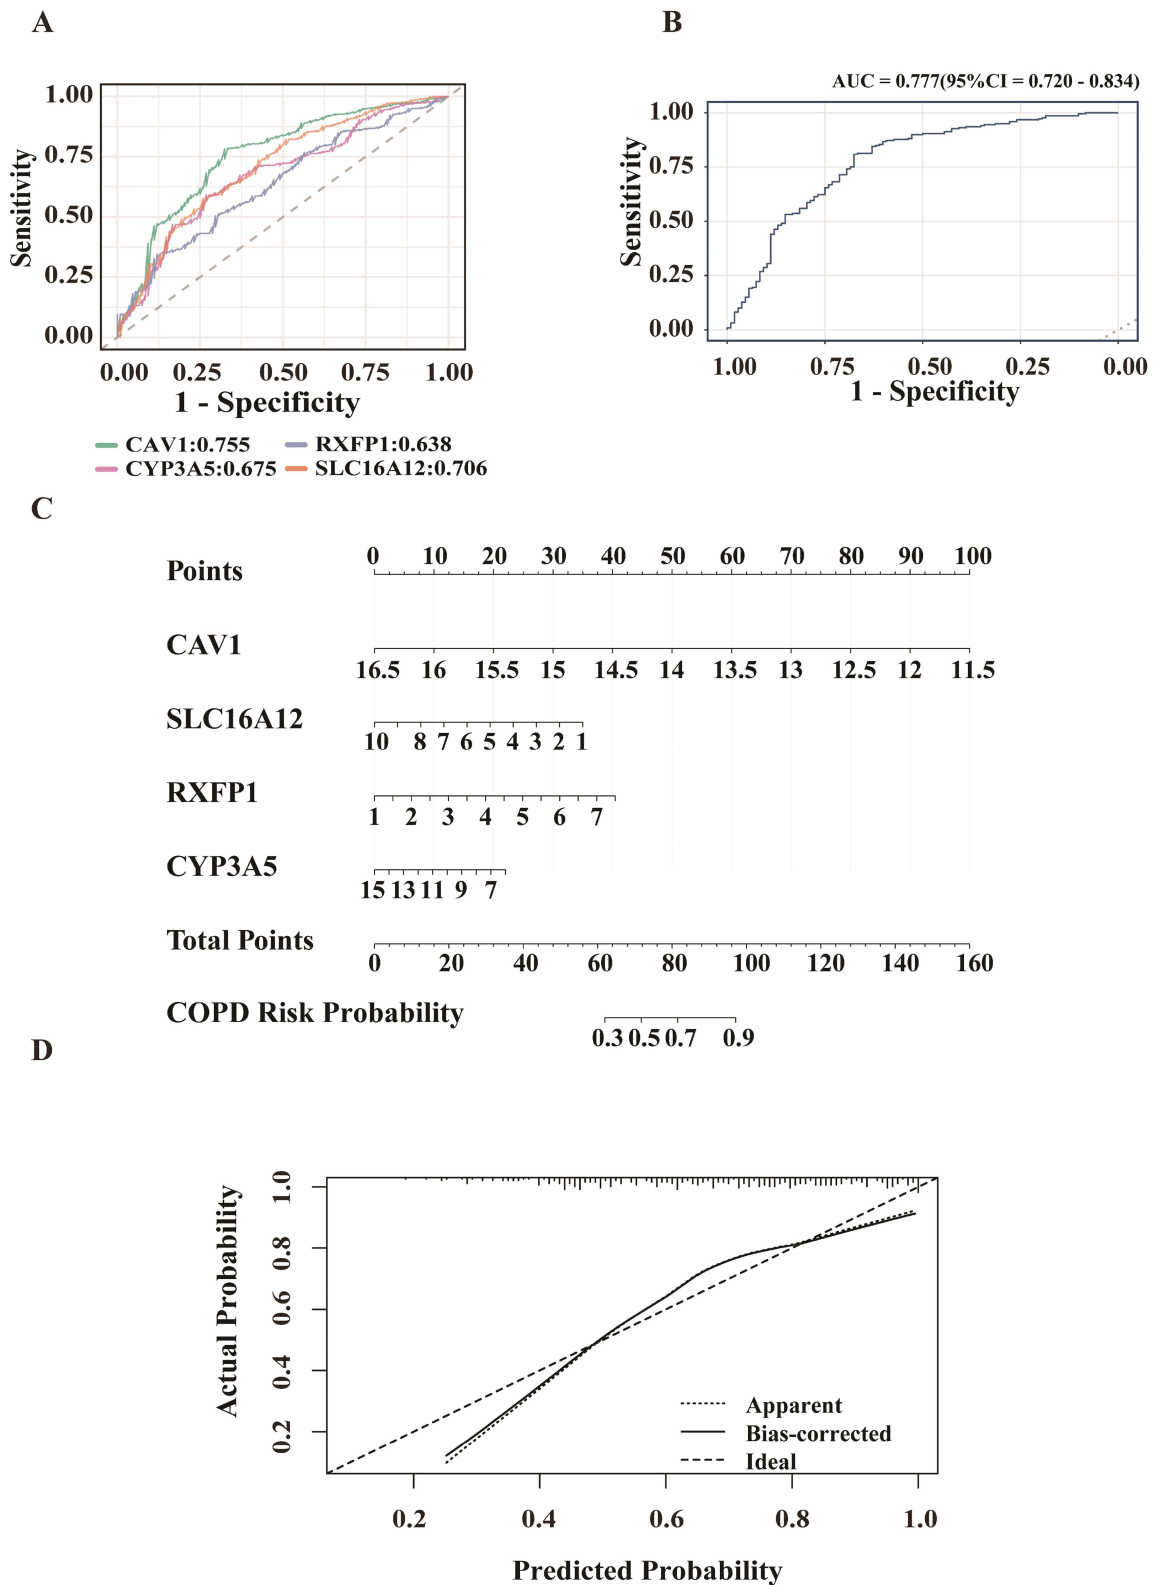 A
B
AUC = 0.777(95%CI = 0.720 - 0.834)
Sensitivity
1.00
0.75
0.50
0.25
0.00
0.00 0.25 0.50 0.75 1.00
1 - Specificity
CAV1:0.755
RXFP1:0.638
CYP3A5:0.675
SLC16A12:0.706
Sensitivity
1.00
0.75
0.50
0.25
0.00
1.00 0.75 0.50 0.25 0.00
1 - Specificity
C
Points
0 10 20 30 40 50 60 70 80 90 100
CAV1
16.5 16 15.5 15 14.5 14 13.5 13 12.5 12 11.5
SLC16A12
10 8 7 6 5 4 3 2 1
RXFP1
1 2 3 4 5 6 7
CYP3A5
15 13 11 9 7
Total Points
0 20 40 60 80 100 120 140 160
COPD Risk Probability
0.3 0.5 0.7 0.9
D
Actual Probability
1.0
0.8
0.6
0.4
0.2
Apparent
Bias-corrected
Ideal
0.2 0.4 0.6 0.8 1.0
Predicted Probability